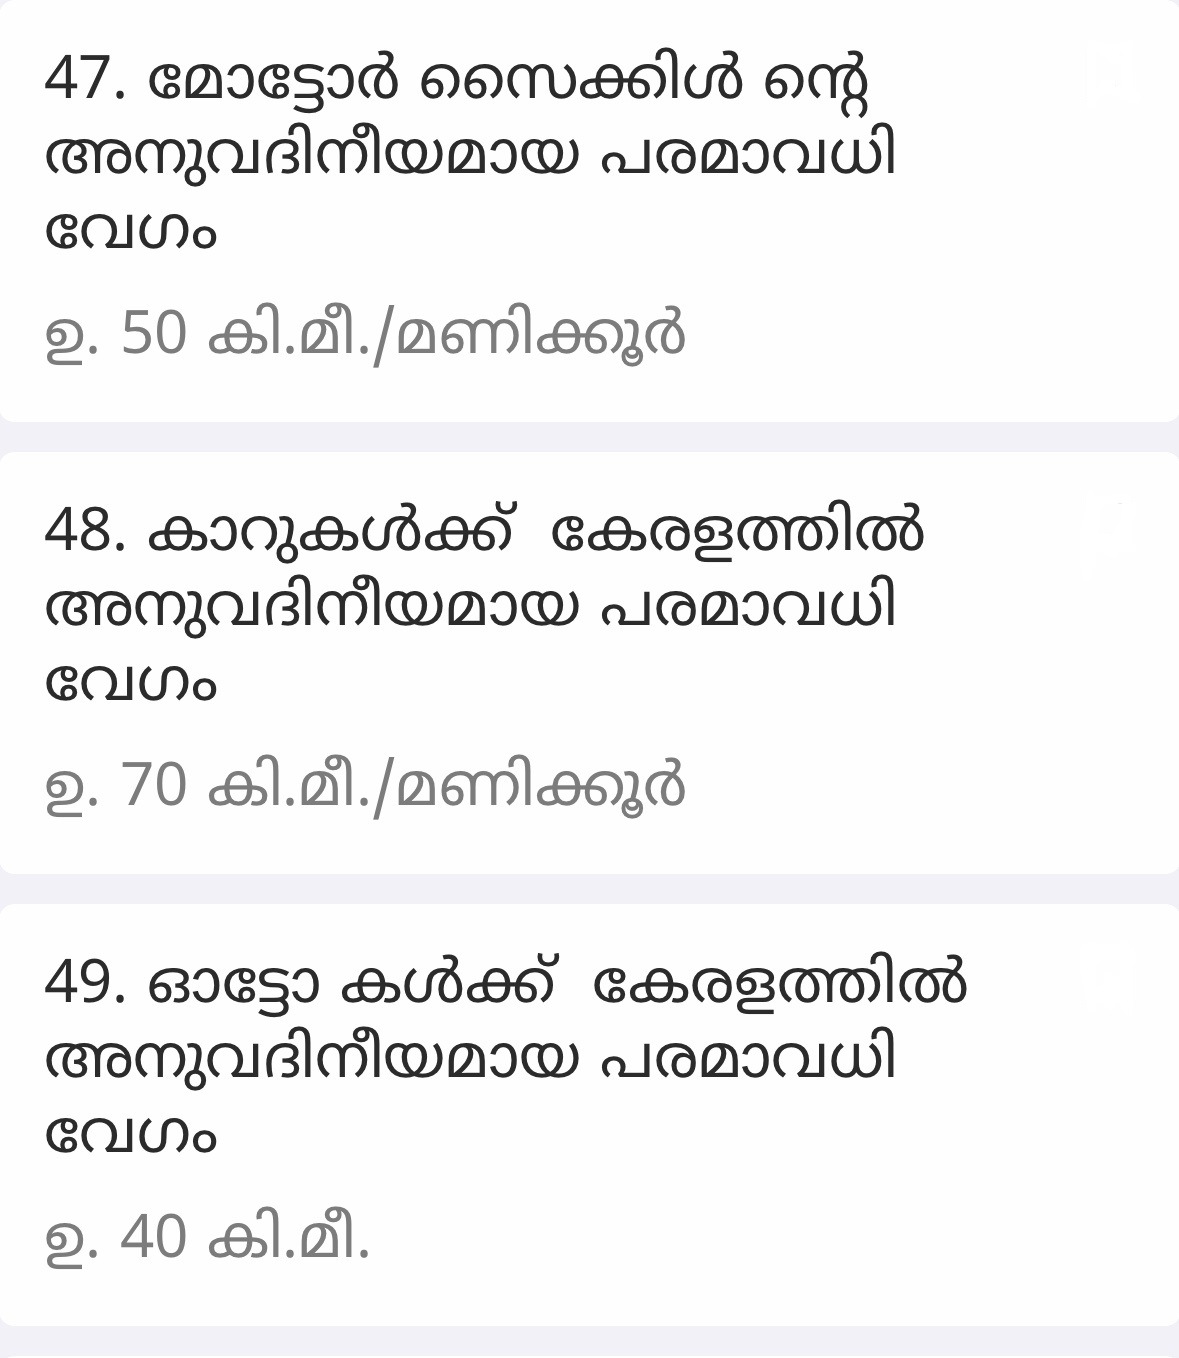 47. മോട്ടോർ സൈക്കിൾ ന്റെ
അനുവദിനീയമായ പരമാവധി
വേഗം
ഉ. 50 കി.മീ./മണിക്കൂർ
48. കാറുകൾക്ക്  കേരളത്തിൽ
അനുവദിനീയമായ പരമാവധി
വേഗം
ഉ. 70 കി.മീ./മണിക്കൂർ
49. ഓട്ടോ കൾക്ക്  കേരളത്തിൽ
അനുവദിനീയമായ പരമാവധി
വേഗം
ഉ. 40 കി.മീ.